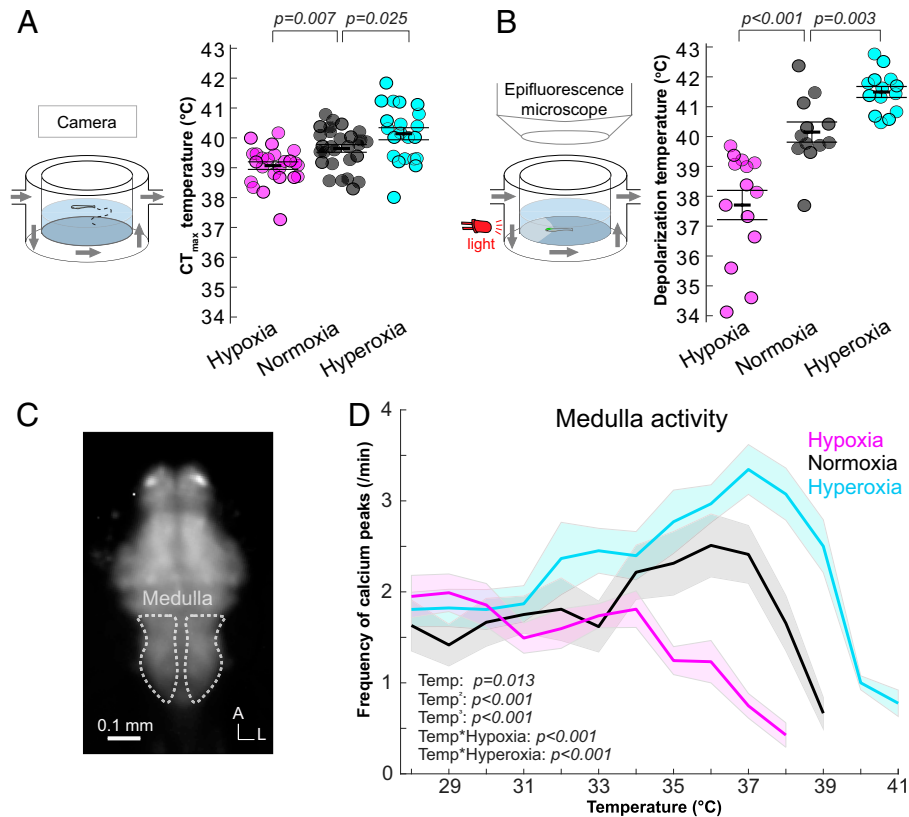 A
p=0.007
p=0.025
Camera
CTmax temperature (°C)
43
42
41
40
39
38
37
36
35
34
Hypoxia
Normoxia
Hyperoxia
B
p<0.001
p=0.003
Epifluorescence
microscope
light
Depolarization temperature (°C)
43
42
41
40
39
38
37
36
35
34
Hypoxia
Normoxia
Hyperoxia
C
Medulla
0.1 mm
A
L
D
Medulla activity
Hypoxia
Normoxia
Hyperoxia
Frequency of calcium peaks (/min)
4
3
2
1
0
Temp: p=0.013
Temp²: p<0.001
Temp³: p<0.001
Temp*Hypoxia: p<0.001
Temp*Hyperoxia: p<0.001
29 31 33 35 37 39 41
Temperature (°C)